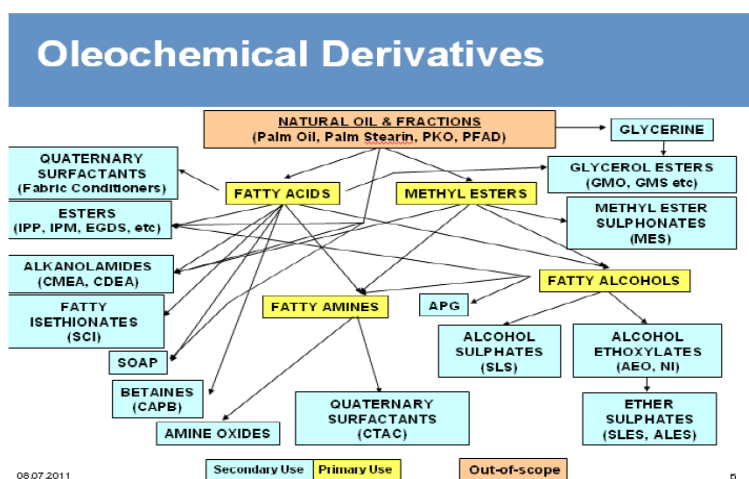 Oleochemical Derivatives
NATURAL OIL & FRACTIONS
(Palm Oil, Palm Stearin, PKO, PFAD)
GLYCERINE
QUATERNARY
SURFACTANTS
(Fabric Conditioners)
FATTY ACIDS
METHYL ESTERS
GLYCEROL ESTERS
(GMO, GMS etc)
ESTERS
(IPP, IPM, EGDS, etc)
METHYL ESTER
SULPHONATES
(MES)
ALKANOLAMIDES
(CMEA, CDEA)
FATTY ALCOHOLS
FATTY
ISETHIONATES
(SCI)
FATTY AMINES
APG
SOAP
ALCOHOL
SULPHATES
(SLS)
ALCOHOL
ETHOXYLATES
(AEO, NI)
BETAINES
(CAPB)
AMINE OXIDES
QUATERNARY
SURFACTANTS
(CTAC)
ETHER
SULPHATES
(SLES, ALES)
08.07.2011
Secondary Use
Primary Use
Out-of-scope